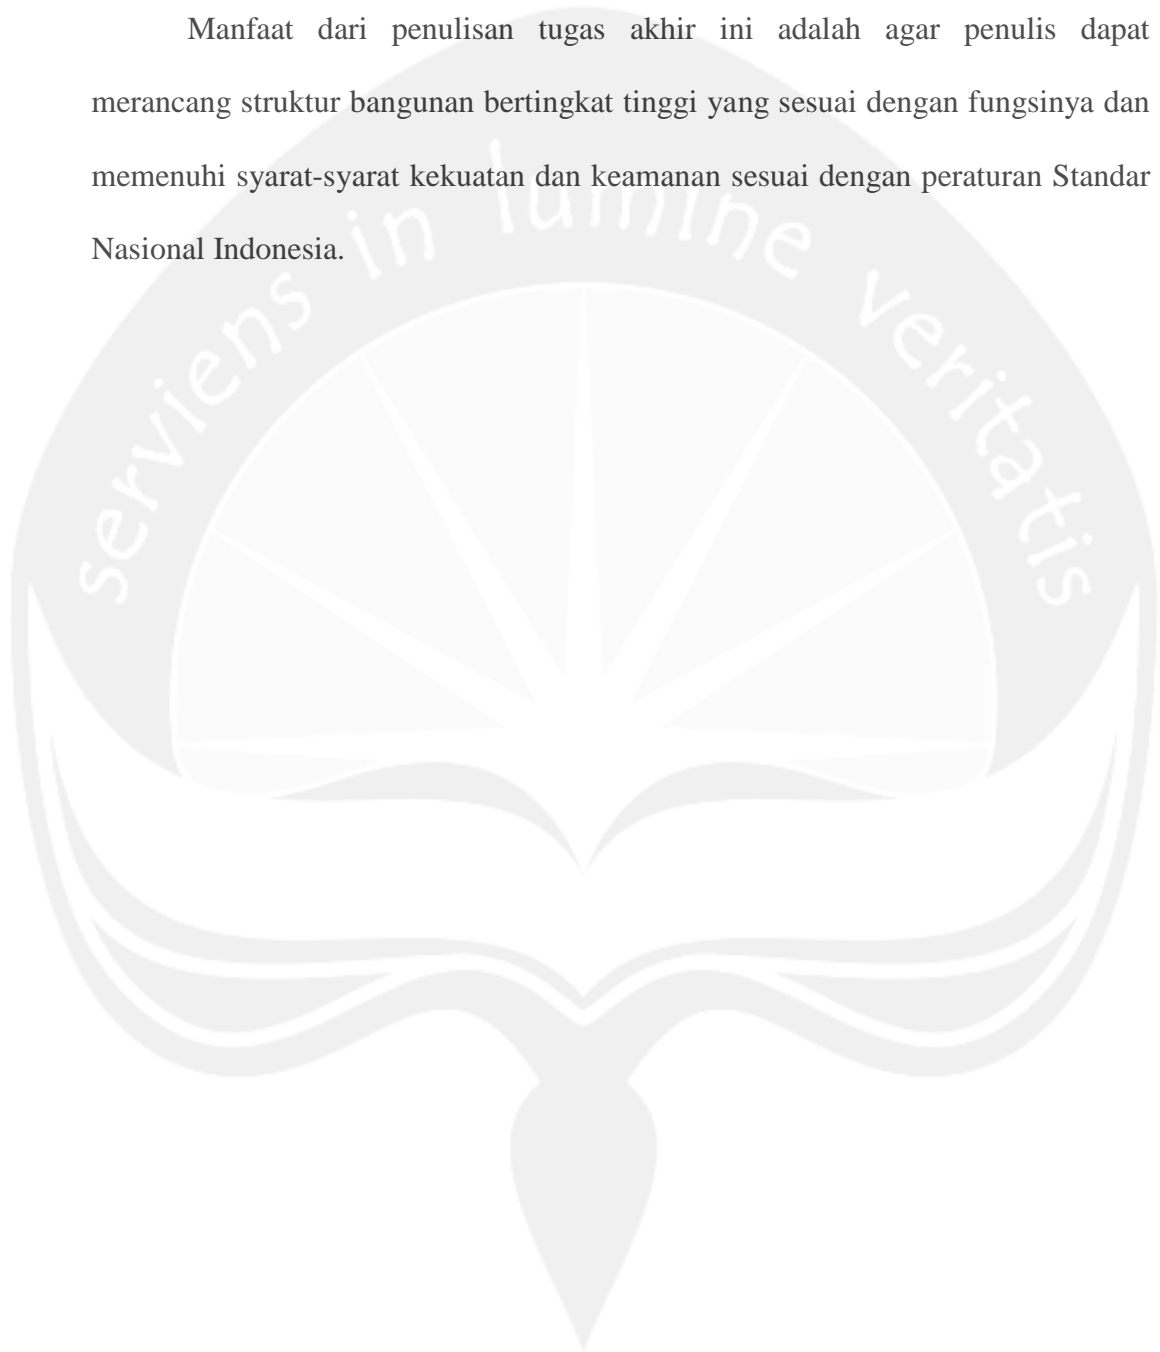 Manfaat dari penulisan tugas akhir ini adalah agar penulis dapat
merancang struktur bangunan bertingkat tinggi yang sesuai dengan fungsinya dan
memenuhi syarat-syarat kekuatan dan keamanan sesuai dengan peraturan Standar
Nasional Indonesia.
serviens in lumine veritatis